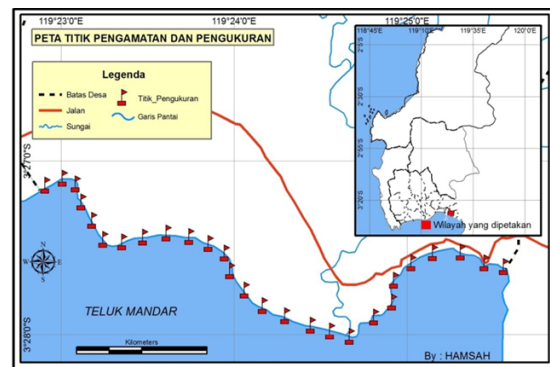 119°23'0"E 119°24'0"E 119°25'0"E
PETA TITIK PENGAMATAN DAN PENGUKURAN
Legenda
Batas Desa
Jalan
Sungai
Titik_Pengukuran
Garis Pantai
118°45'E 119°10'E 119°35'E 120°0'E
2°5'S
2°30'S
2°55'S
3°20'S
Wilayah yang dipetakan
3°27'0"S
N
W E
S
TELUK MANDAR
3°28'0"S
Kilometers
By : HAMSAH